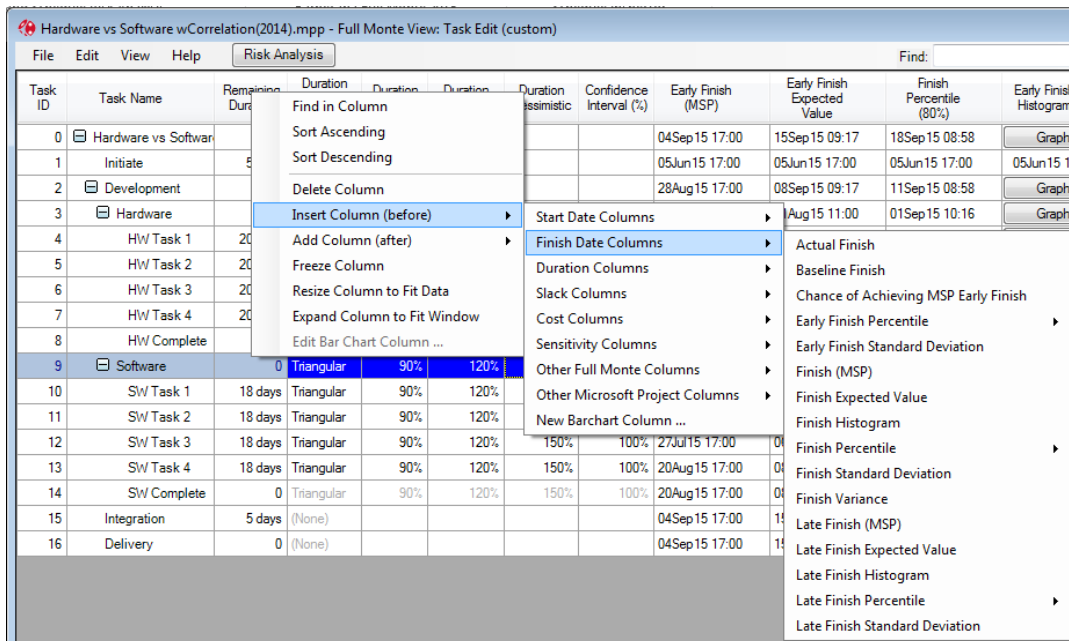 Hardware vs Software wCorrelation(2014).mpp - Full Monte View: Task Edit (custom)
File Edit View Help Risk Analysis Find:
Task ID Task Name Remaining Duration Duration Duration Confidence Interval (%) Early Finish (MSP) Early Finish Expected Value Finish Percentile (80%) Early Finish Histogram
0 Hardware vs Software 04Sep15 17:00 15Sep15 09:17 18Sep15 08:58 Graph
1 Initiate 5 05Jun15 17:00 05Jun15 17:00 05Jun15 17:00 05Jun15 1
2 Development 28Aug15 17:00 08Sep15 09:17 11Sep15 08:58 Graph
3 Hardware Aug15 11:00 01Sep15 10:16 Graph
4 HW Task 1 20
5 HW Task 2 20
6 HW Task 3 20
7 HW Task 4 20
8 HW Complete
9 Software 0 Triangular 90% 120%
10 SW Task 1 18 days Triangular 90% 120%
11 SW Task 2 18 days Triangular 90% 120%
12 SW Task 3 18 days Triangular 90% 120% 150% 100% 27Jul15 17:00
13 SW Task 4 18 days Triangular 90% 120% 150% 100% 20Aug15 17:00
14 SW Complete 0 Triangular 90% 120% 150% 100% 20Aug15 17:00
15 Integration 5 days (None) 04Sep15 17:00
16 Delivery 0 (None) 04Sep15 17:00
Find in Column
Sort Ascending
Sort Descending
Delete Column
Insert Column (before)
Add Column (after)
Freeze Column
Resize Column to Fit Data
Expand Column to Fit Window
Edit Bar Chart Column ...
Start Date Columns
Finish Date Columns
Duration Columns
Slack Columns
Cost Columns
Sensitivity Columns
Other Full Monte Columns
Other Microsoft Project Columns
New Barchart Column ...
Actual Finish
Baseline Finish
Chance of Achieving MSP Early Finish
Early Finish Percentile
Early Finish Standard Deviation
Finish (MSP)
Finish Expected Value
Finish Histogram
Finish Percentile
Finish Standard Deviation
Finish Variance
Late Finish (MSP)
Late Finish Expected Value
Late Finish Histogram
Late Finish Percentile
Late Finish Standard Deviation